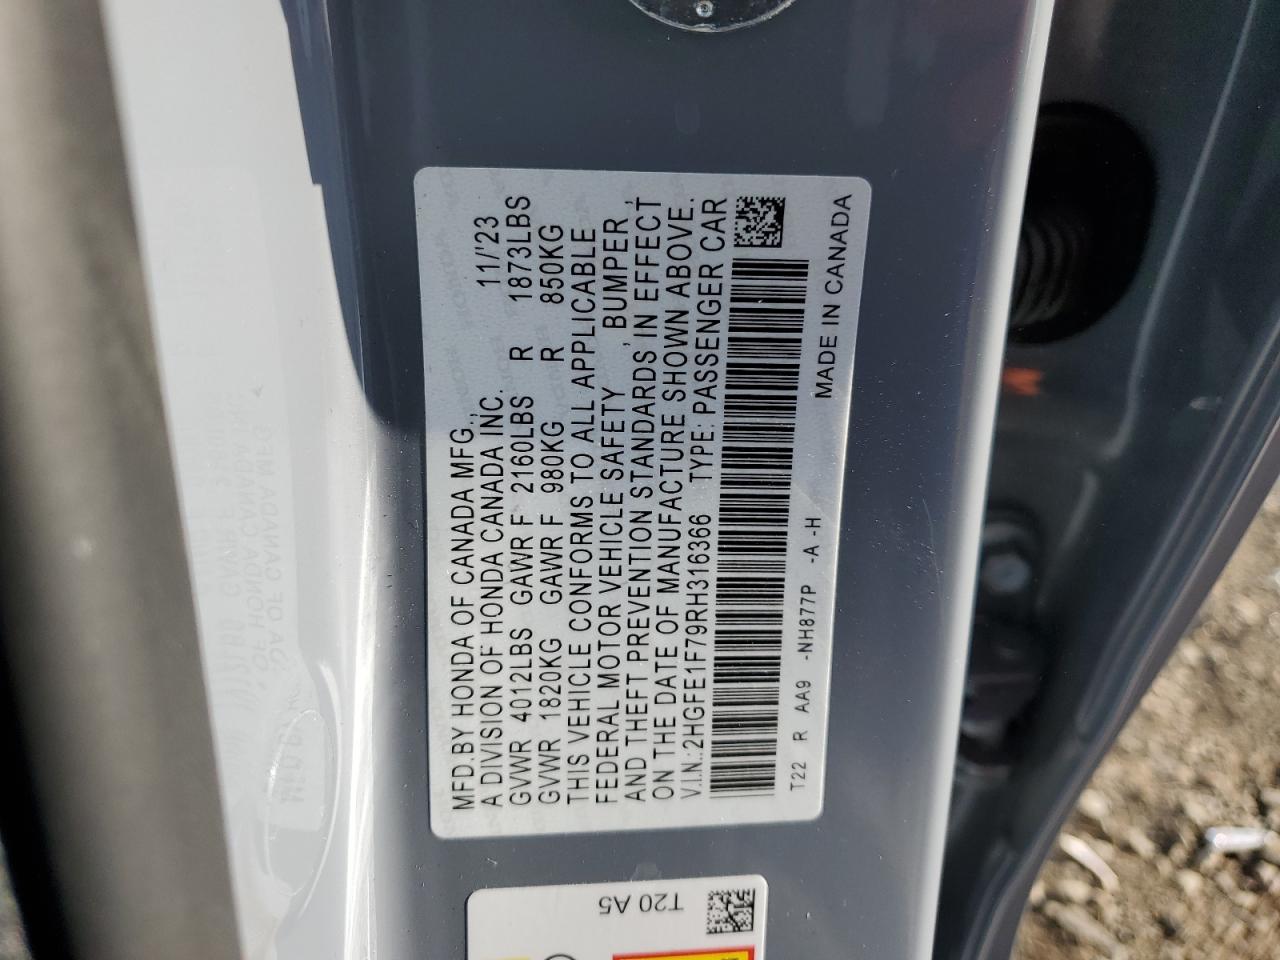 MFD.BY HONDA OF CANADA MFG., 11/'23
A DIVISION OF HONDA CANADA INC.
GVWR 4012LBS GAWR F 2160LBS R 1873LBS
GVWR 1820KG GAWR F 980KG R 850KG
THIS VEHICLE CONFORMS TO ALL APPLICABLE
FEDERAL MOTOR VEHICLE SAFETY , BUMPER ,
AND THEFT PREVENTION STANDARDS IN EFFECT
ON THE DATE OF MANUFACTURE SHOWN ABOVE.
V.I.N.:2HGFE1F79RH316366 TYPE: PASSENGER CAR
T22 R AA9 -NH877P -A -H
MADE IN CANADA
T20 A5